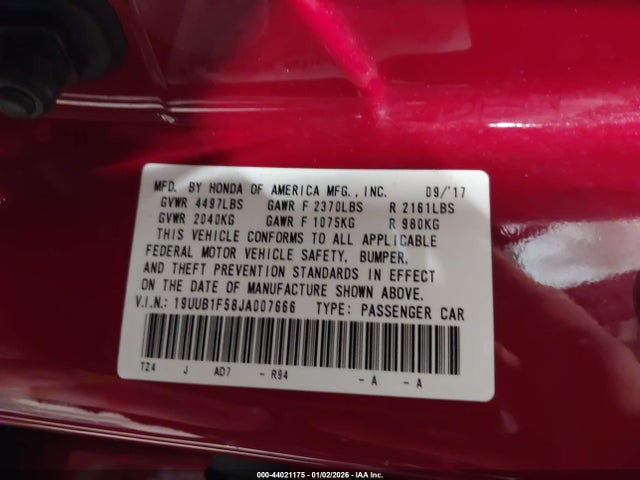 MFD. BY HONDA OF AMERICA MFG., INC. 09/'17
GVWR 4497LBS GAWR F 2370LBS R 2161LBS
GVWR 2040KG GAWR F 1075KG R 980KG
THIS VEHICLE CONFORMS TO ALL APPLICABLE
FEDERAL MOTOR VEHICLE SAFETY, BUMPER,
AND THEFT PREVENTION STANDARDS IN EFFECT
ON THE DATE OF MANUFACTURE SHOWN ABOVE.
V.I.N.: 19UUB1F58JA007666 TYPE: PASSENGER CAR
TZ4 J AD7 - R94 - A - A
000-44021175 - 01/02/2026 - IAA Inc.